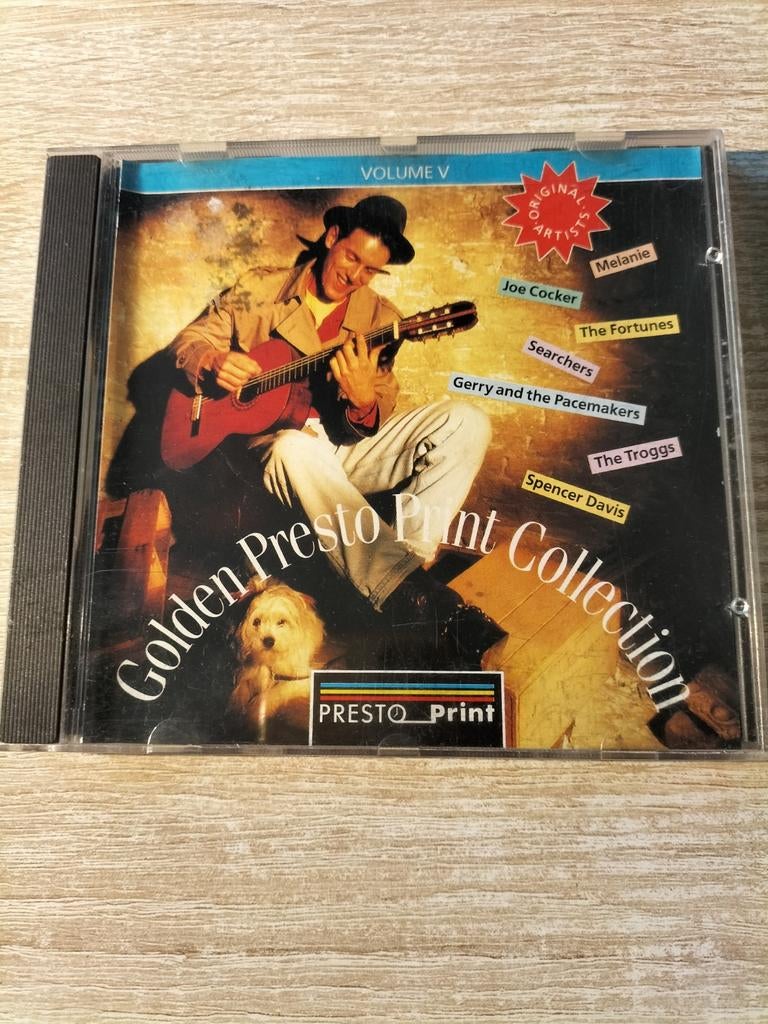 VOLUME V
ORIGINAL
ARTISTS
Melanie
Joe Cocker
The Fortunes
Searchers
Gerry and the Pacemakers
The Troggs
Spencer Davis
Golden Presto Print Collection
PRESTO Print